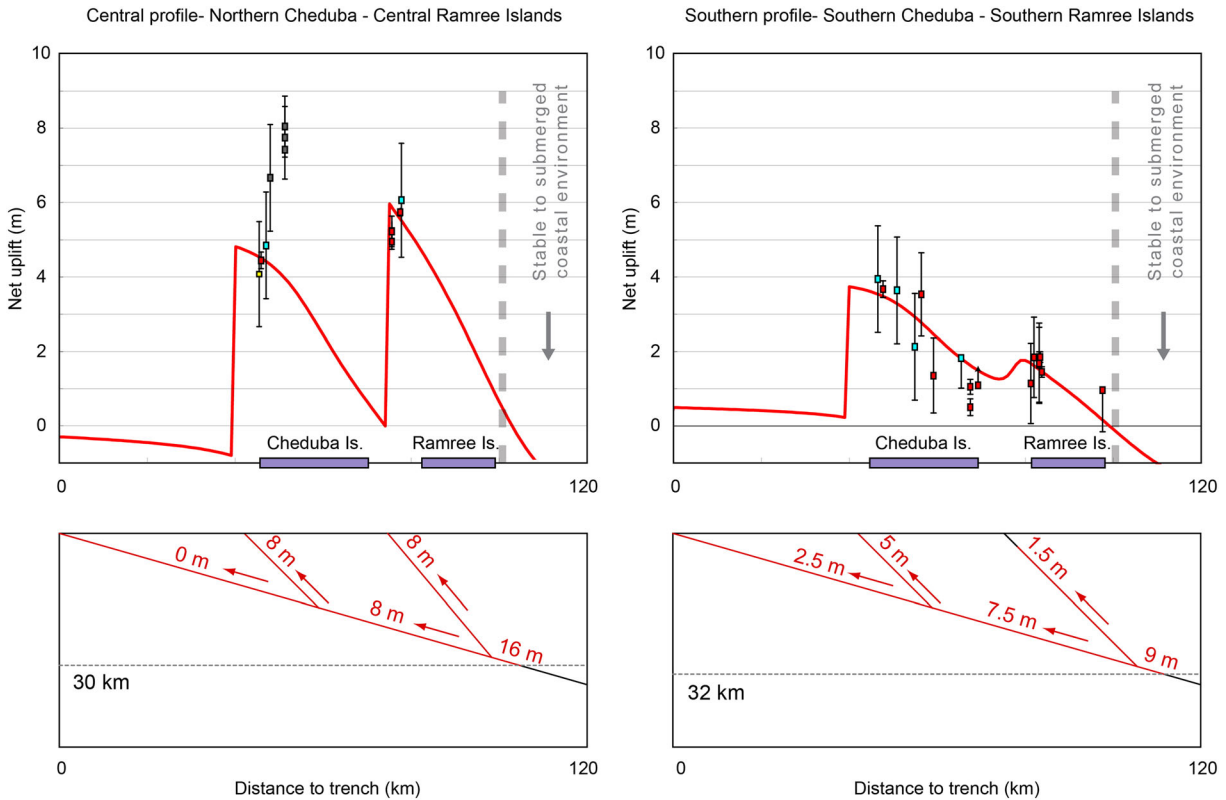 Central profile- Northern Cheduba - Central Ramree Islands
10
8
6
4
2
0
Net uplift (m)
Stable to submerged
coastal environment
Cheduba Is.
Ramree Is.
0
120
0 m
8 m
8 m
8 m
16 m
30 km
0
120
Distance to trench (km)
Southern profile- Southern Cheduba - Southern Ramree Islands
10
8
6
4
2
0
Net uplift (m)
Stable to submerged
coastal environment
Cheduba Is.
Ramree Is.
0
120
2.5 m
5 m
1.5 m
7.5 m
9 m
32 km
0
120
Distance to trench (km)